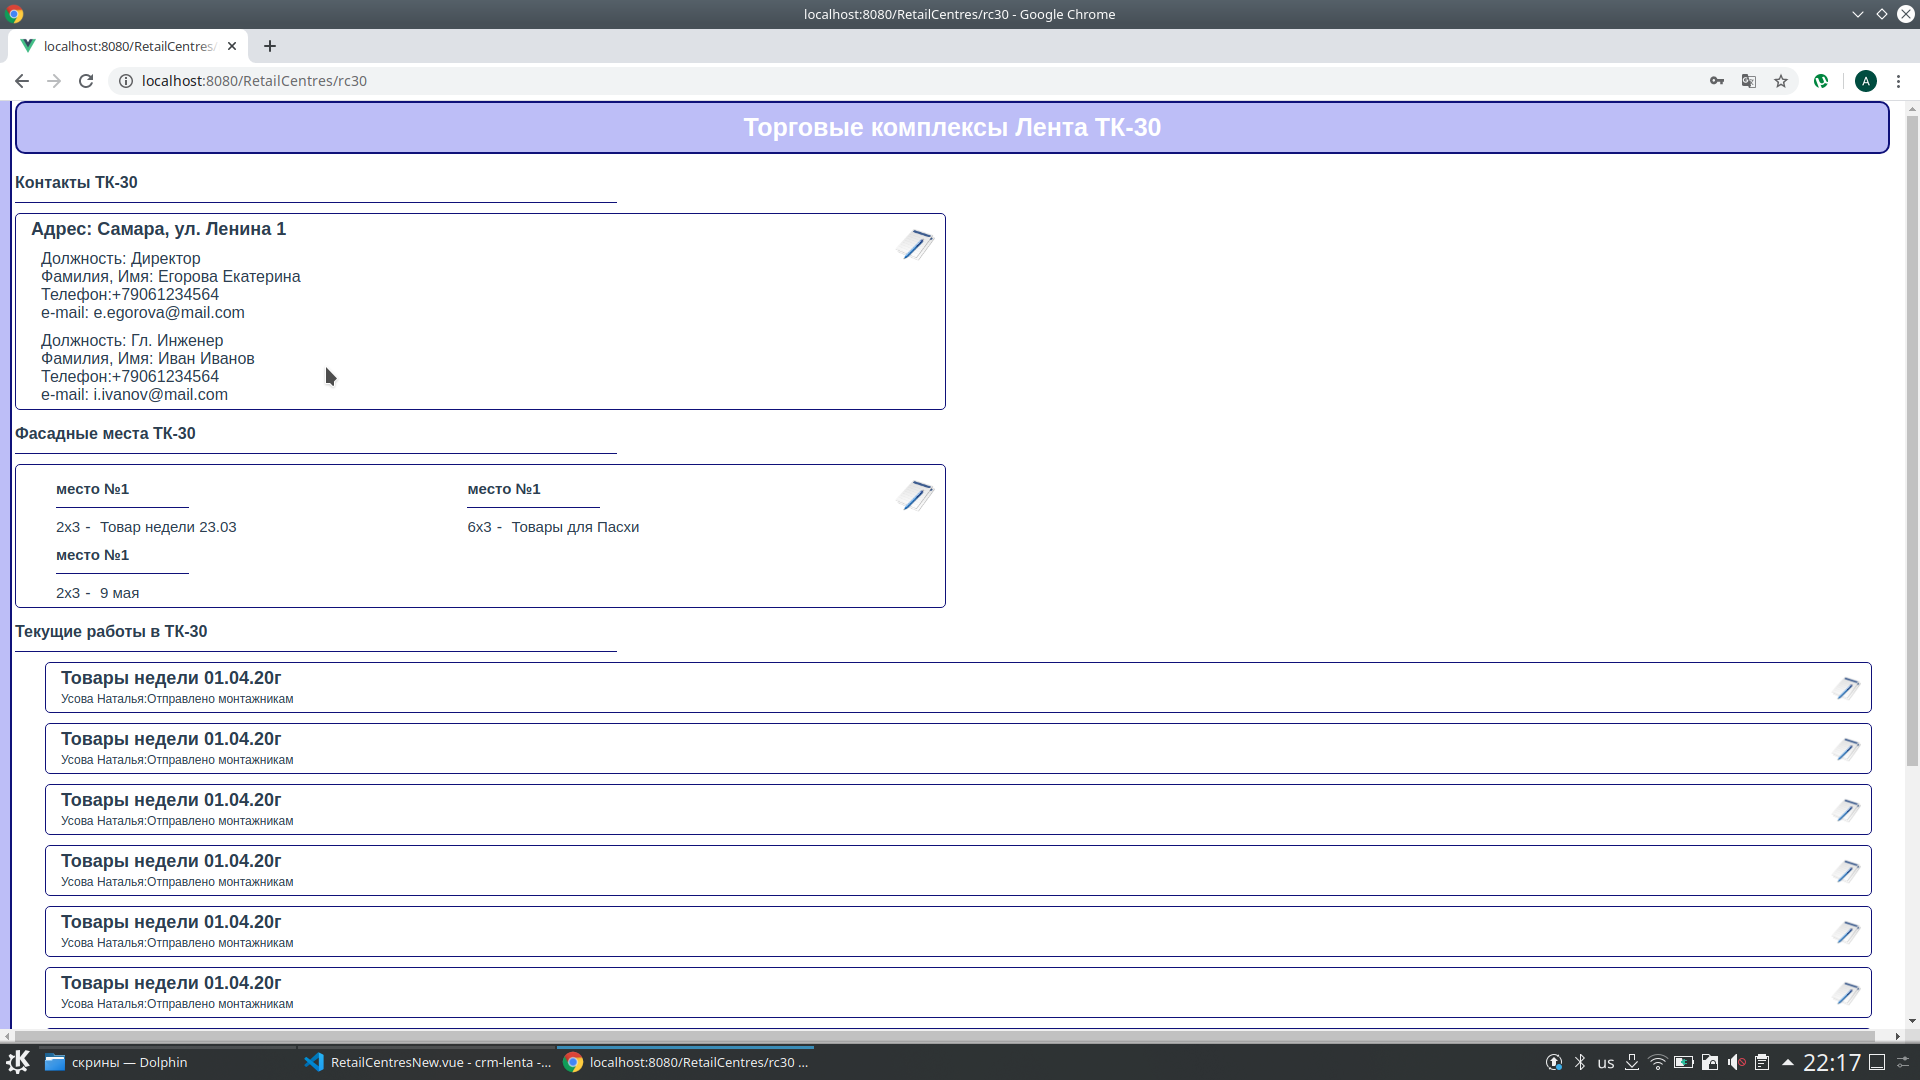 localhost:8080/RetailCentres/rc30 - Google Chrome
localhost:8080/RetailCentres/
localhost:8080/RetailCentres/rc30
A
Торговые комплексы Лента ТК-30
Контакты ТК-30
Адрес: Самара, ул. Ленина 1
Должность: Директор
Фамилия, Имя: Егорова Екатерина
Телефон:+79061234564
e-mail: e.egorova@mail.com
Должность: Гл. Инженер
Фамилия, Имя: Иван Иванов
Телефон:+79061234564
e-mail: i.ivanov@mail.com
Фасадные места ТК-30
место №1
2x3 - Товар недели 23.03
место №1
6x3 - Товары для Пасхи
место №1
2x3 - 9 мая
Текущие работы в ТК-30
Товары недели 01.04.20г
Усова Наталья:Отправлено монтажникам
Товары недели 01.04.20г
Усова Наталья:Отправлено монтажникам
Товары недели 01.04.20г
Усова Наталья:Отправлено монтажникам
Товары недели 01.04.20г
Усова Наталья:Отправлено монтажникам
Товары недели 01.04.20г
Усова Наталья:Отправлено монтажникам
Товары недели 01.04.20г
Усова Наталья:Отправлено монтажникам
скрины — Dolphin
RetailCentresNew.vue - crm-lenta -...
localhost:8080/RetailCentres/rc30 ...
us
22:17